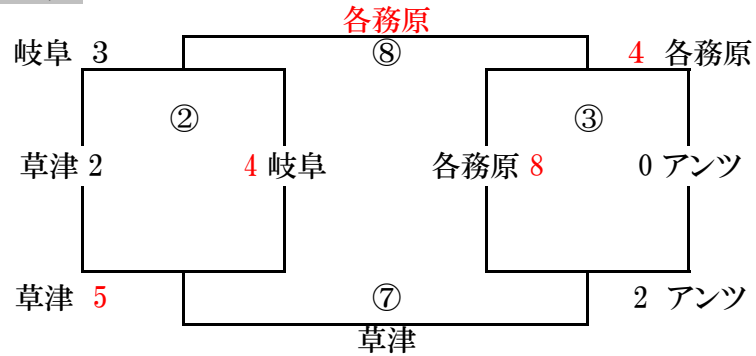 各務原
岐阜 3 ⑧ 4 各務原
② ③
草津 2 4 岐阜 各務原 8 0 アンツ
草津 5 ⑦ 2 アンツ
草津